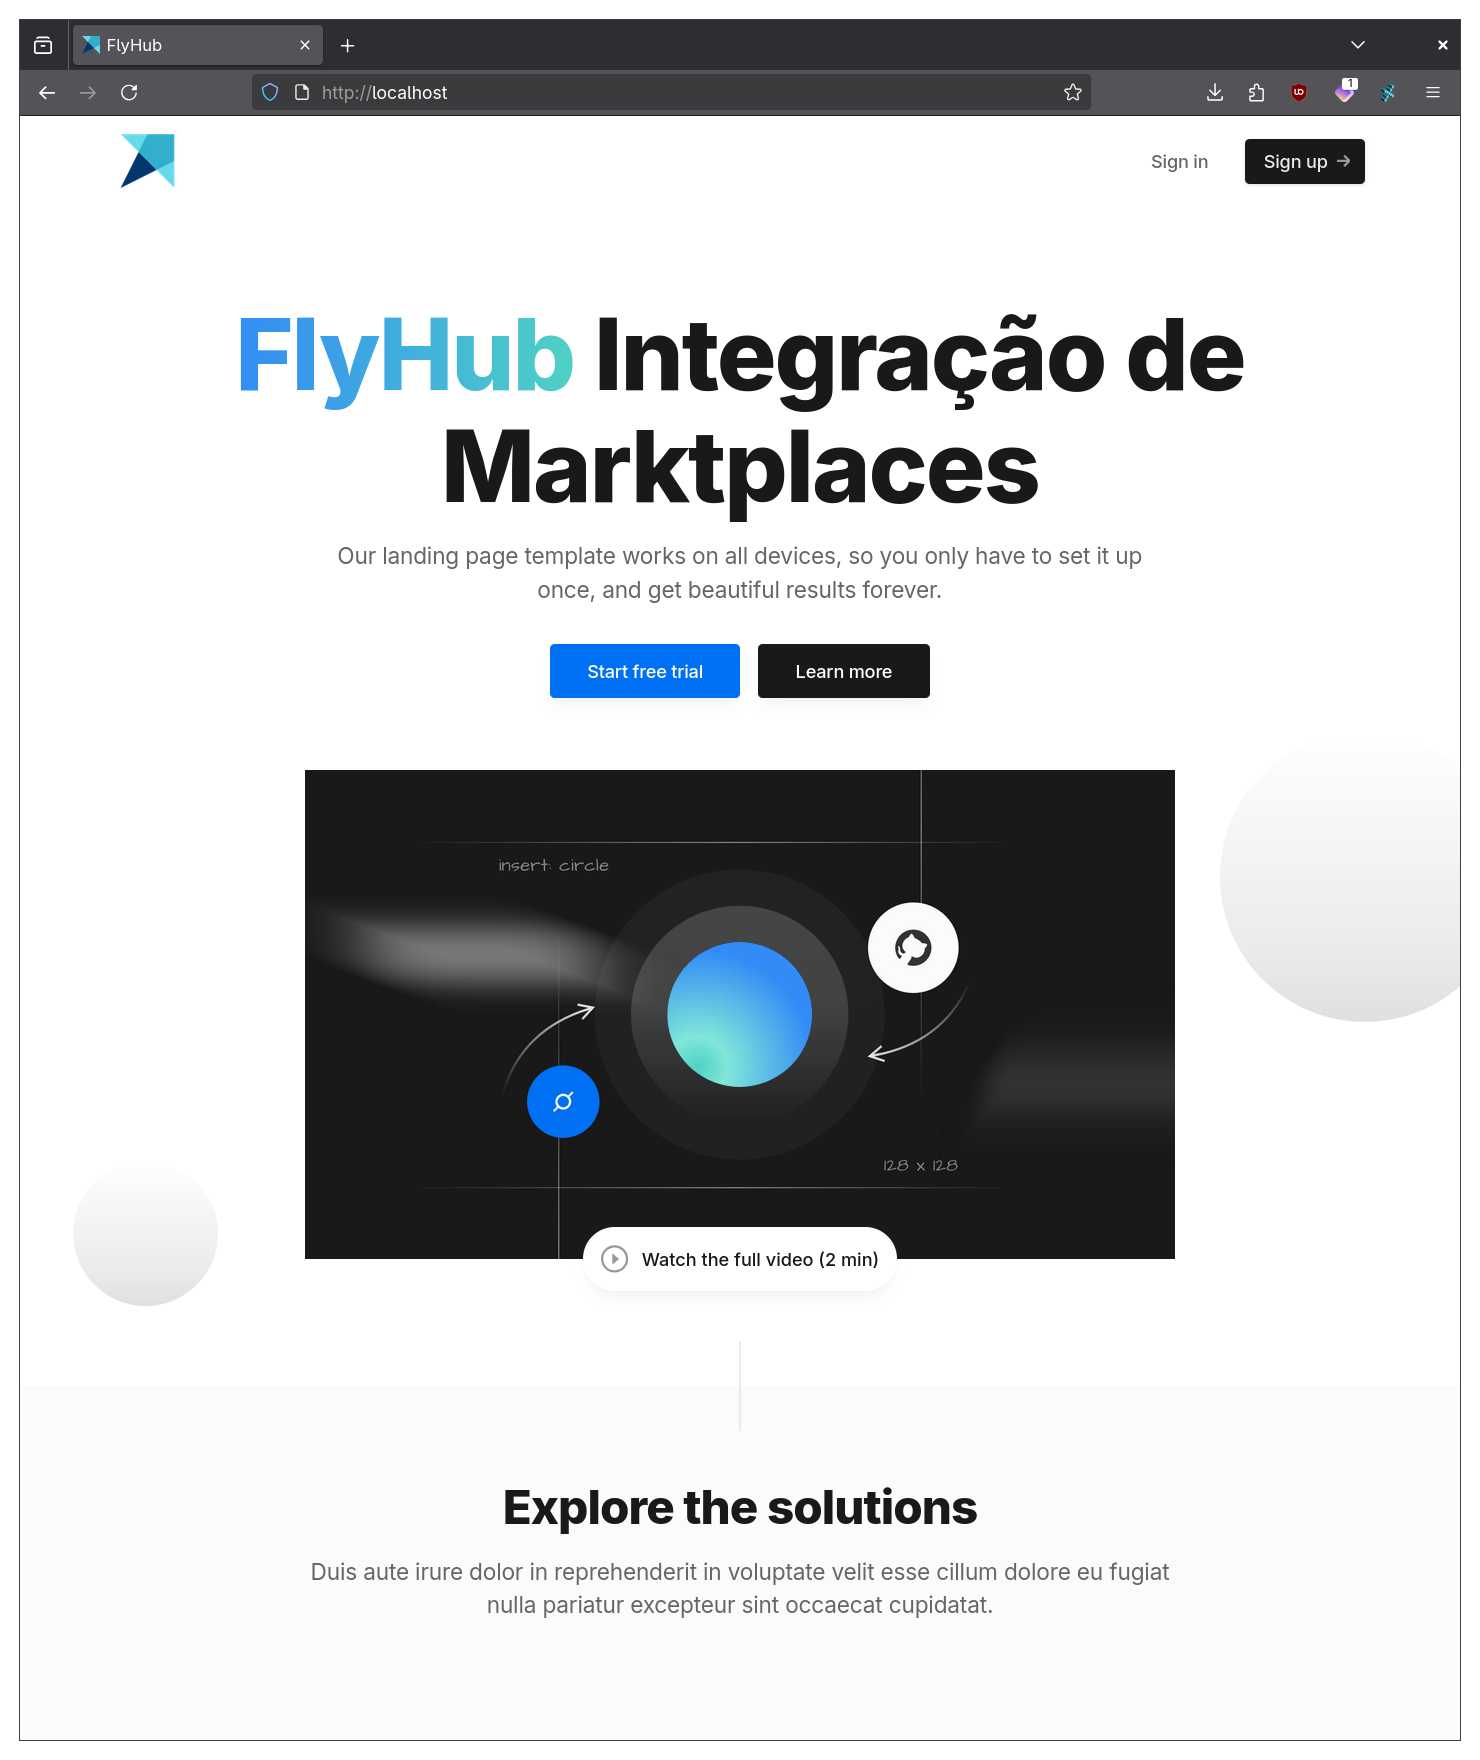 FlyHub
http://localhost
1
Sign in
Sign up
FlyHub Integração de
Marktplaces
Our landing page template works on all devices, so you only have to set it up
once, and get beautiful results forever.
Start free trial
Learn more
insert: circle
128 x 128
Watch the full video (2 min)
Explore the solutions
Duis aute irure dolor in reprehenderit in voluptate velit esse cillum dolore eu fugiat
nulla pariatur excepteur sint occaecat cupidatat.